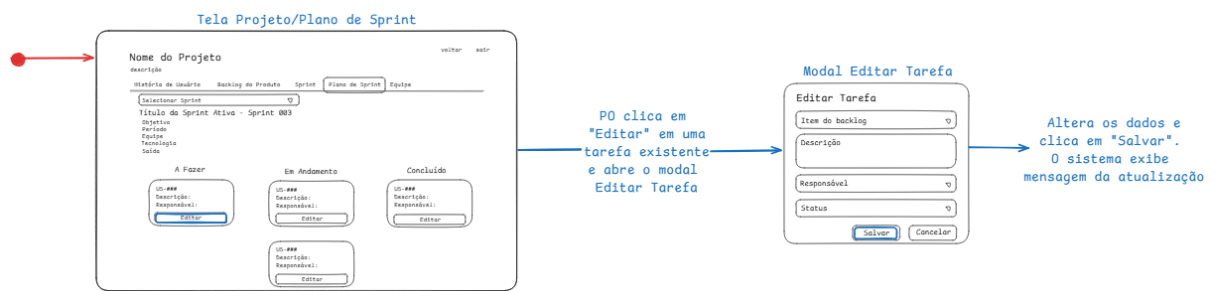 Tela Projeto/Plano de Sprint
voltar sair
Nome do Projeto
descrição
História de Usuário Backlog do Produto Sprint Plano de Sprint Equipe
Selecionar Sprint
Título da Sprint Ativa - Sprint 003
Objetivo
Período
Equipe
Tecnologia
Saída
A Fazer Em Andamento Concluído
US-###
Descrição:
Responsável:
Editar
US-###
Descrição:
Responsável:
Editar
US-###
Descrição:
Responsável:
Editar
US-###
Descrição:
Responsável:
Editar
PO clica em
"Editar" em uma
tarefa existente
e abre o modal
Editar Tarefa
Modal Editar Tarefa
Editar Tarefa
Item do backlog
Descrição
Responsável
Status
Salvar Cancelar
Altera os dados e
clica em "Salvar".
O sistema exibe
mensagem da atualização